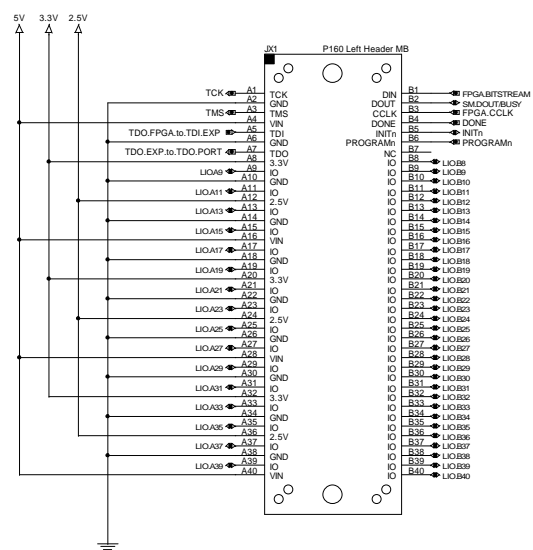 5V 3.3V 2.5V
JX1 P160 Left Header MB
TCK A1 TCK DIN B1 FPGA.BITSTREAM
A2 GND DOUT B2 SM.DOUT/BUSY
TMS A3 TMS CCLK B3 FPGA.CCLK
A4 VIN DONE B4 DONE
TDO.FPGA.to.TDI.EXP A5 TDI INITn B5 INITn
A6 GND PROGRAMn B6 PROGRAMn
TDO.EXP.to.TDO.PORT A7 TDO NC B7
A8 3.3V IO B8 LIO.B8
LIO.A9 A9 IO IO B9 LIO.B9
A10 GND IO B10 LIO.B10
LIO.A11 A11 IO IO B11 LIO.B11
A12 2.5V IO B12 LIO.B12
LIO.A13 A13 IO IO B13 LIO.B13
A14 GND IO B14 LIO.B14
LIO.A15 A15 IO IO B15 LIO.B15
A16 VIN IO B16 LIO.B16
LIO.A17 A17 IO IO B17 LIO.B17
A18 GND IO B18 LIO.B18
LIO.A19 A19 IO IO B19 LIO.B19
A20 3.3V IO B20 LIO.B20
LIO.A21 A21 IO IO B21 LIO.B21
A22 GND IO B22 LIO.B22
LIO.A23 A23 IO IO B23 LIO.B23
A24 2.5V IO B24 LIO.B24
LIO.A25 A25 IO IO B25 LIO.B25
A26 GND IO B26 LIO.B26
LIO.A27 A27 IO IO B27 LIO.B27
A28 VIN IO B28 LIO.B28
LIO.A29 A29 IO IO B29 LIO.B29
A30 GND IO B30 LIO.B30
LIO.A31 A31 IO IO B31 LIO.B31
A32 3.3V IO B32 LIO.B32
LIO.A33 A33 IO IO B33 LIO.B33
A34 GND IO B34 LIO.B34
LIO.A35 A35 IO IO B35 LIO.B35
A36 2.5V IO B36 LIO.B36
LIO.A37 A37 IO IO B37 LIO.B37
A38 GND IO B38 LIO.B38
LIO.A39 A39 IO IO B39 LIO.B39
A40 VIN IO B40 LIO.B40